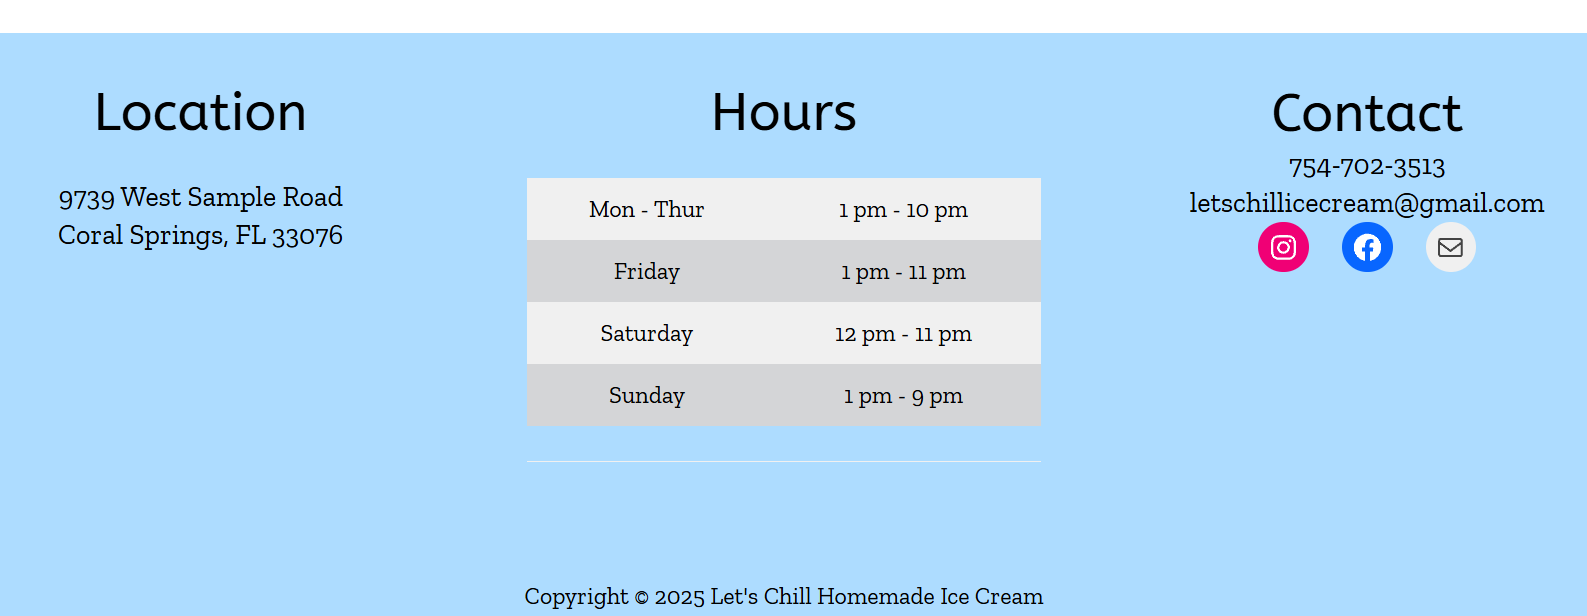 Location
9739 West Sample Road
Coral Springs, FL 33076
Hours
Mon - Thur 1 pm - 10 pm
Friday 1 pm - 11 pm
Saturday 12 pm - 11 pm
Sunday 1 pm - 9 pm
Contact
754-702-3513
letschillicecream@gmail.com
Copyright © 2025 Let's Chill Homemade Ice Cream